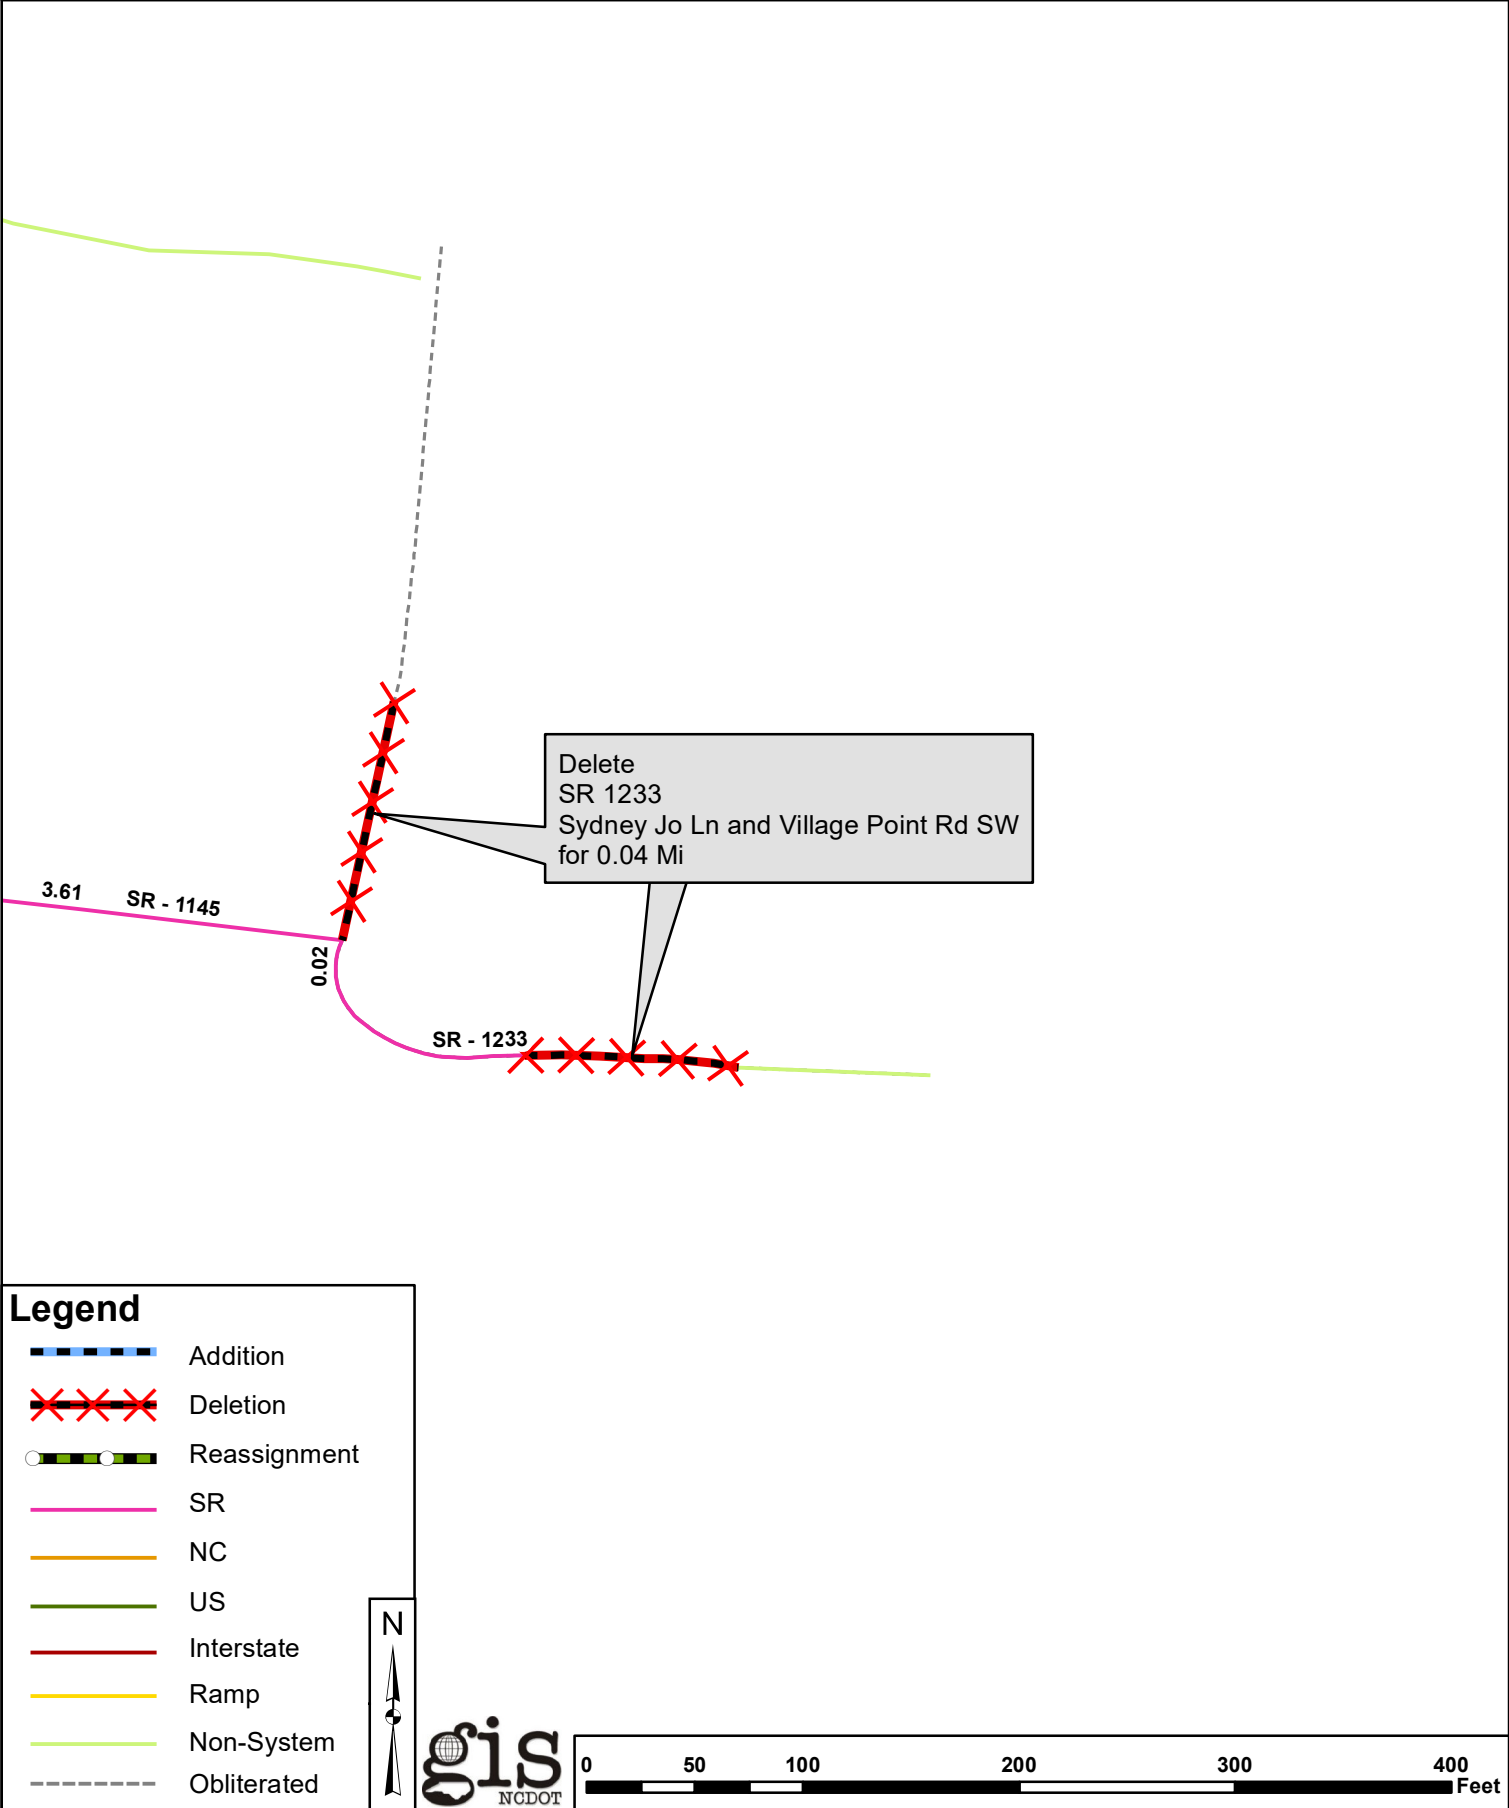 Delete
SR 1233
Sydney Jo Ln and Village Point Rd SW
for 0.04 Mi
3.61 SR - 1145
0.02
SR - 1233
Legend
Addition
Deletion
Reassignment
SR
NC
US
Interstate
Ramp
Non-System
Obliterated
N
gis
NCDOT
0 50 100 200 300 400
Feet